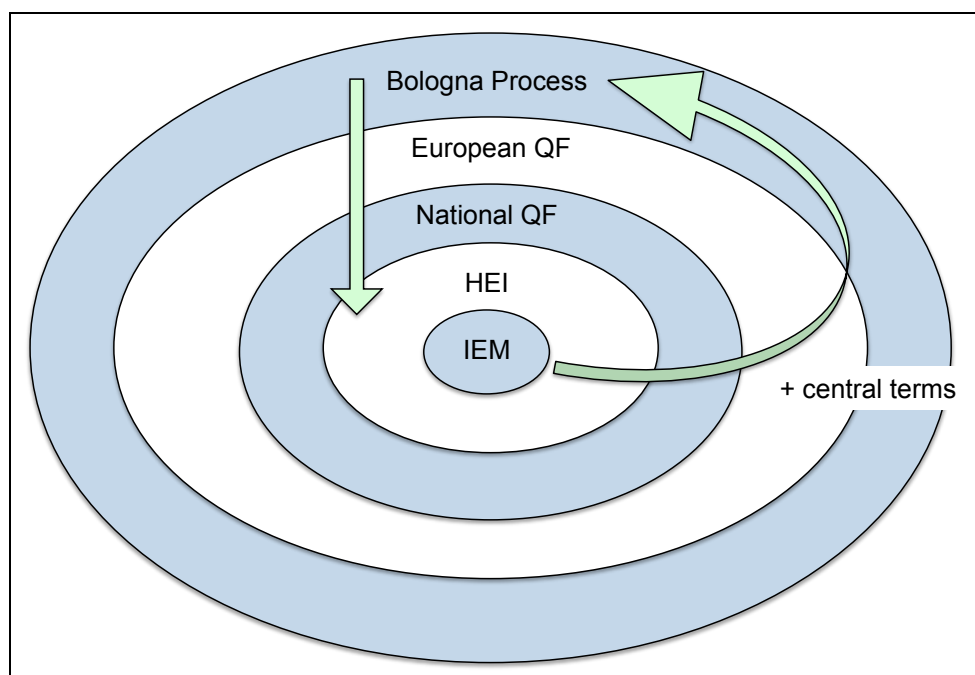 Bologna Process
European QF
National QF
HEI
IEM
+ central terms